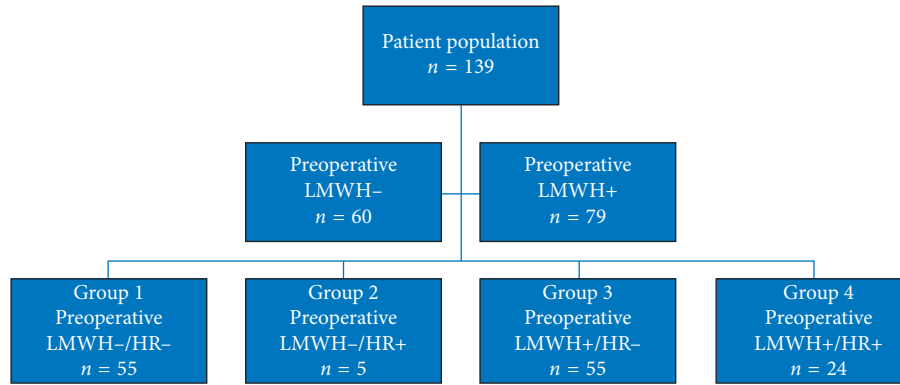 Patient population
n = 139
Preoperative
LMWH–
n = 60
Preoperative
LMWH+
n = 79
Group 1
Preoperative
LMWH–/HR–
n = 55
Group 2
Preoperative
LMWH–/HR+
n = 5
Group 3
Preoperative
LMWH+/HR–
n = 55
Group 4
Preoperative
LMWH+/HR+
n = 24